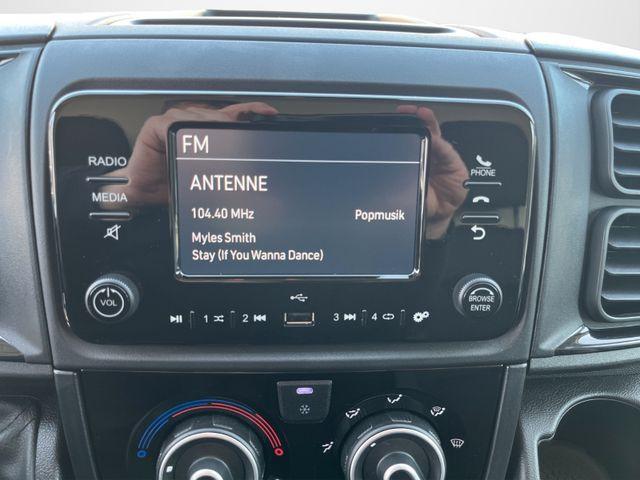 FM
RADIO
ANTENNE
PHONE
MEDIA
104.40 MHz Popmusik
Myles Smith
Stay (If You Wanna Dance)
VOL
BROWSE
ENTER
1 2 3 4